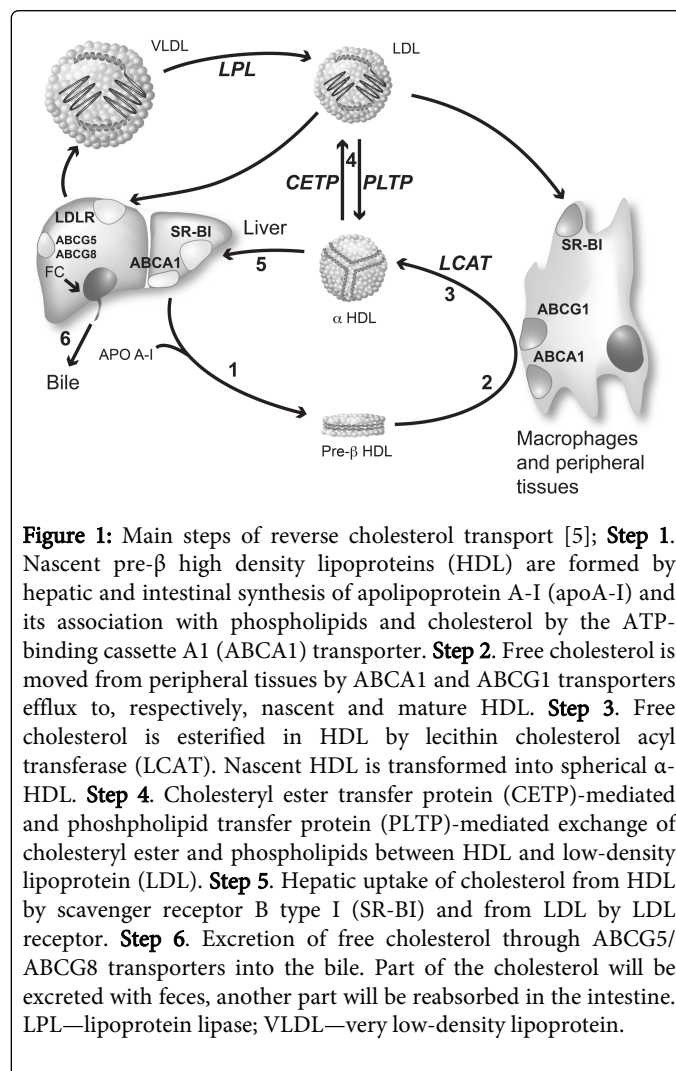 VLDL
LPL
LDL
4
CETP
PLTP
LDLR
ABCG5
ABCG8
FC
SR-BI
ABCA1
Liver
5
α HDL
LCAT
3
SR-BI
ABCG1
ABCA1
6
Bile
APO A-I
1
2
Pre-β HDL
Macrophages
and peripheral
tissues
Figure 1: Main steps of reverse cholesterol transport [5]; Step 1.
Nascent pre-β high density lipoproteins (HDL) are formed by
hepatic and intestinal synthesis of apolipoprotein A-I (apoA-I) and
its association with phospholipids and cholesterol by the ATP-
binding cassette A1 (ABCA1) transporter. Step 2. Free cholesterol is
moved from peripheral tissues by ABCA1 and ABCG1 transporters
efflux to, respectively, nascent and mature HDL. Step 3. Free
cholesterol is esterified in HDL by lecithin cholesterol acyl
transferase (LCAT). Nascent HDL is transformed into spherical α-
HDL. Step 4. Cholesteryl ester transfer protein (CETP)-mediated
and phoshpholipid transfer protein (PLTP)-mediated exchange of
cholesteryl ester and phospholipids between HDL and low-density
lipoprotein (LDL). Step 5. Hepatic uptake of cholesterol from HDL
by scavenger receptor B type I (SR-BI) and from LDL by LDL
receptor. Step 6. Excretion of free cholesterol through ABCG5/
ABCG8 transporters into the bile. Part of the cholesterol will be
excreted with feces, another part will be reabsorbed in the intestine.
LPL—lipoprotein lipase; VLDL—very low-density lipoprotein.